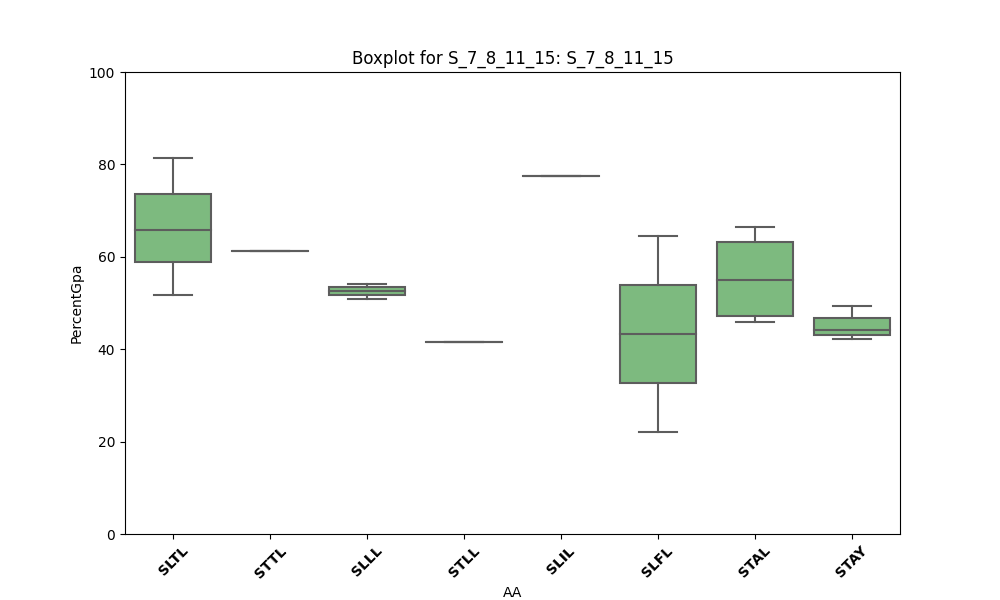 Boxplot for S_7_8_11_15: S_7_8_11_15
100
80
60
40
20
0
PercentGpa
SLTL
STTL
SLLL
STLL
SLIL
SLFL
STAL
STAY
AA